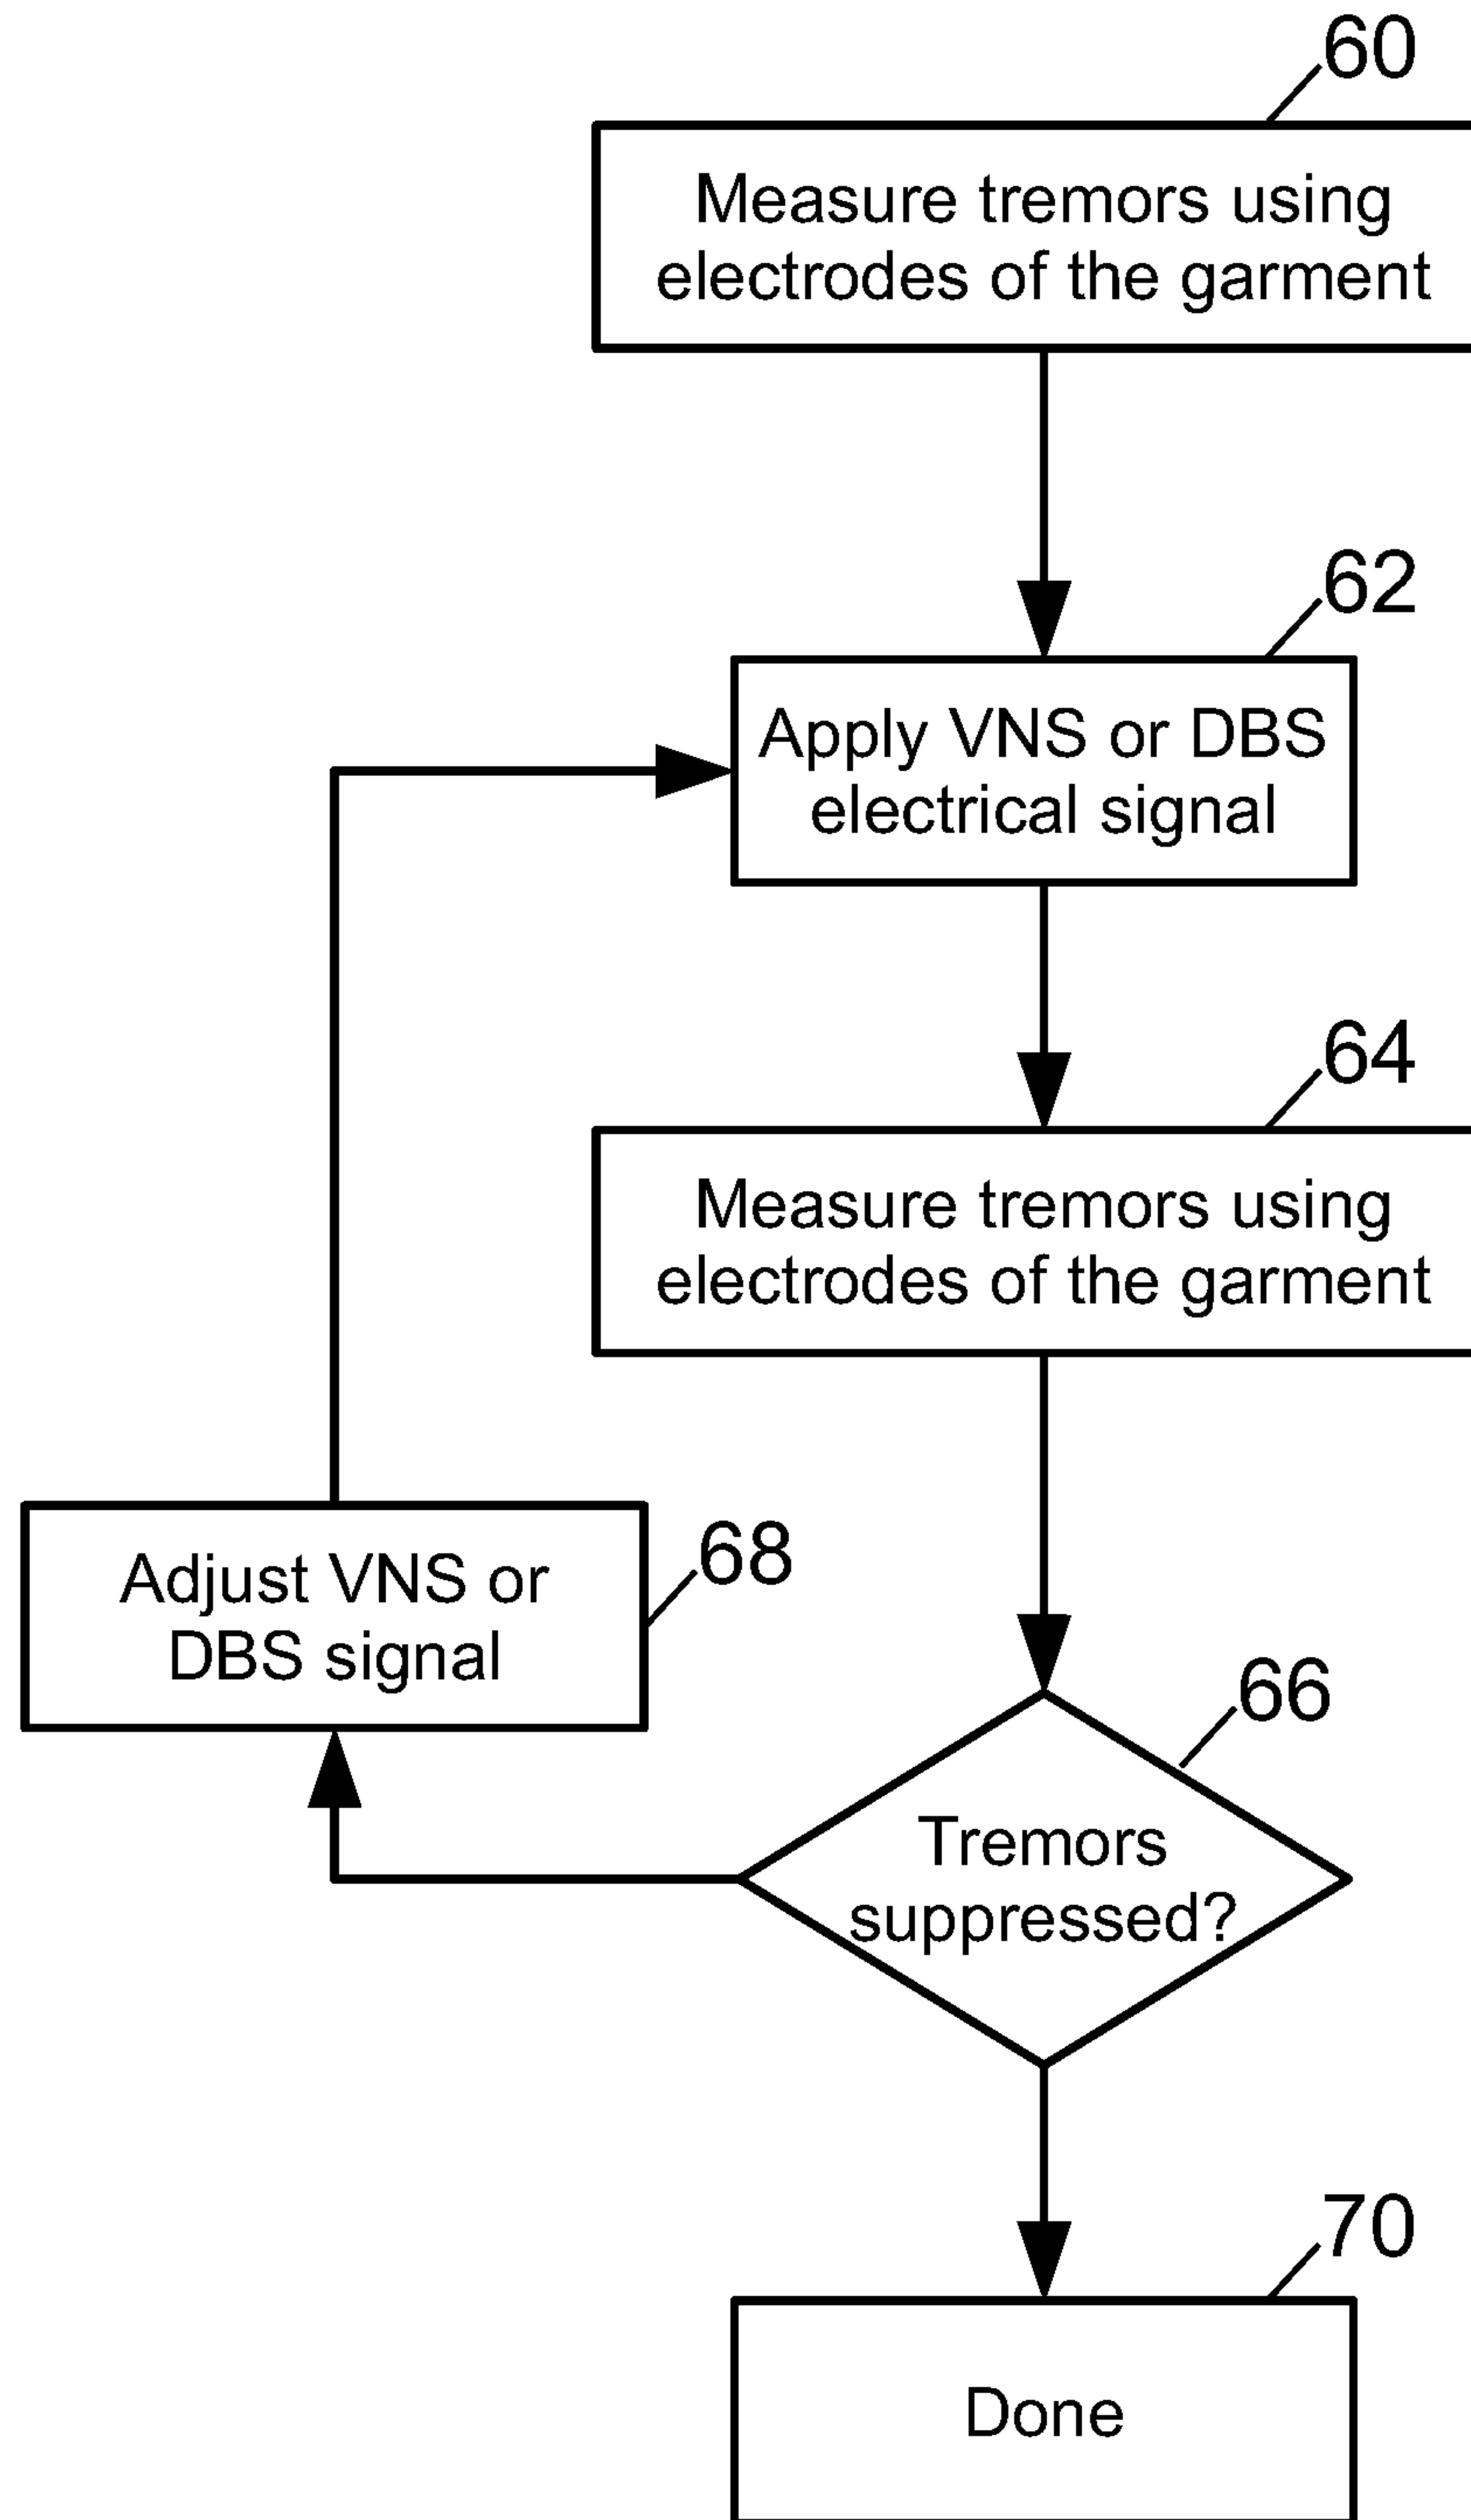 60
Measure tremors using
electrodes of the garment
62
Apply VNS or DBS
electrical signal
64
Measure tremors using
electrodes of the garment
68
Adjust VNS or
DBS signal
66
Tremors
suppressed?
70
Done